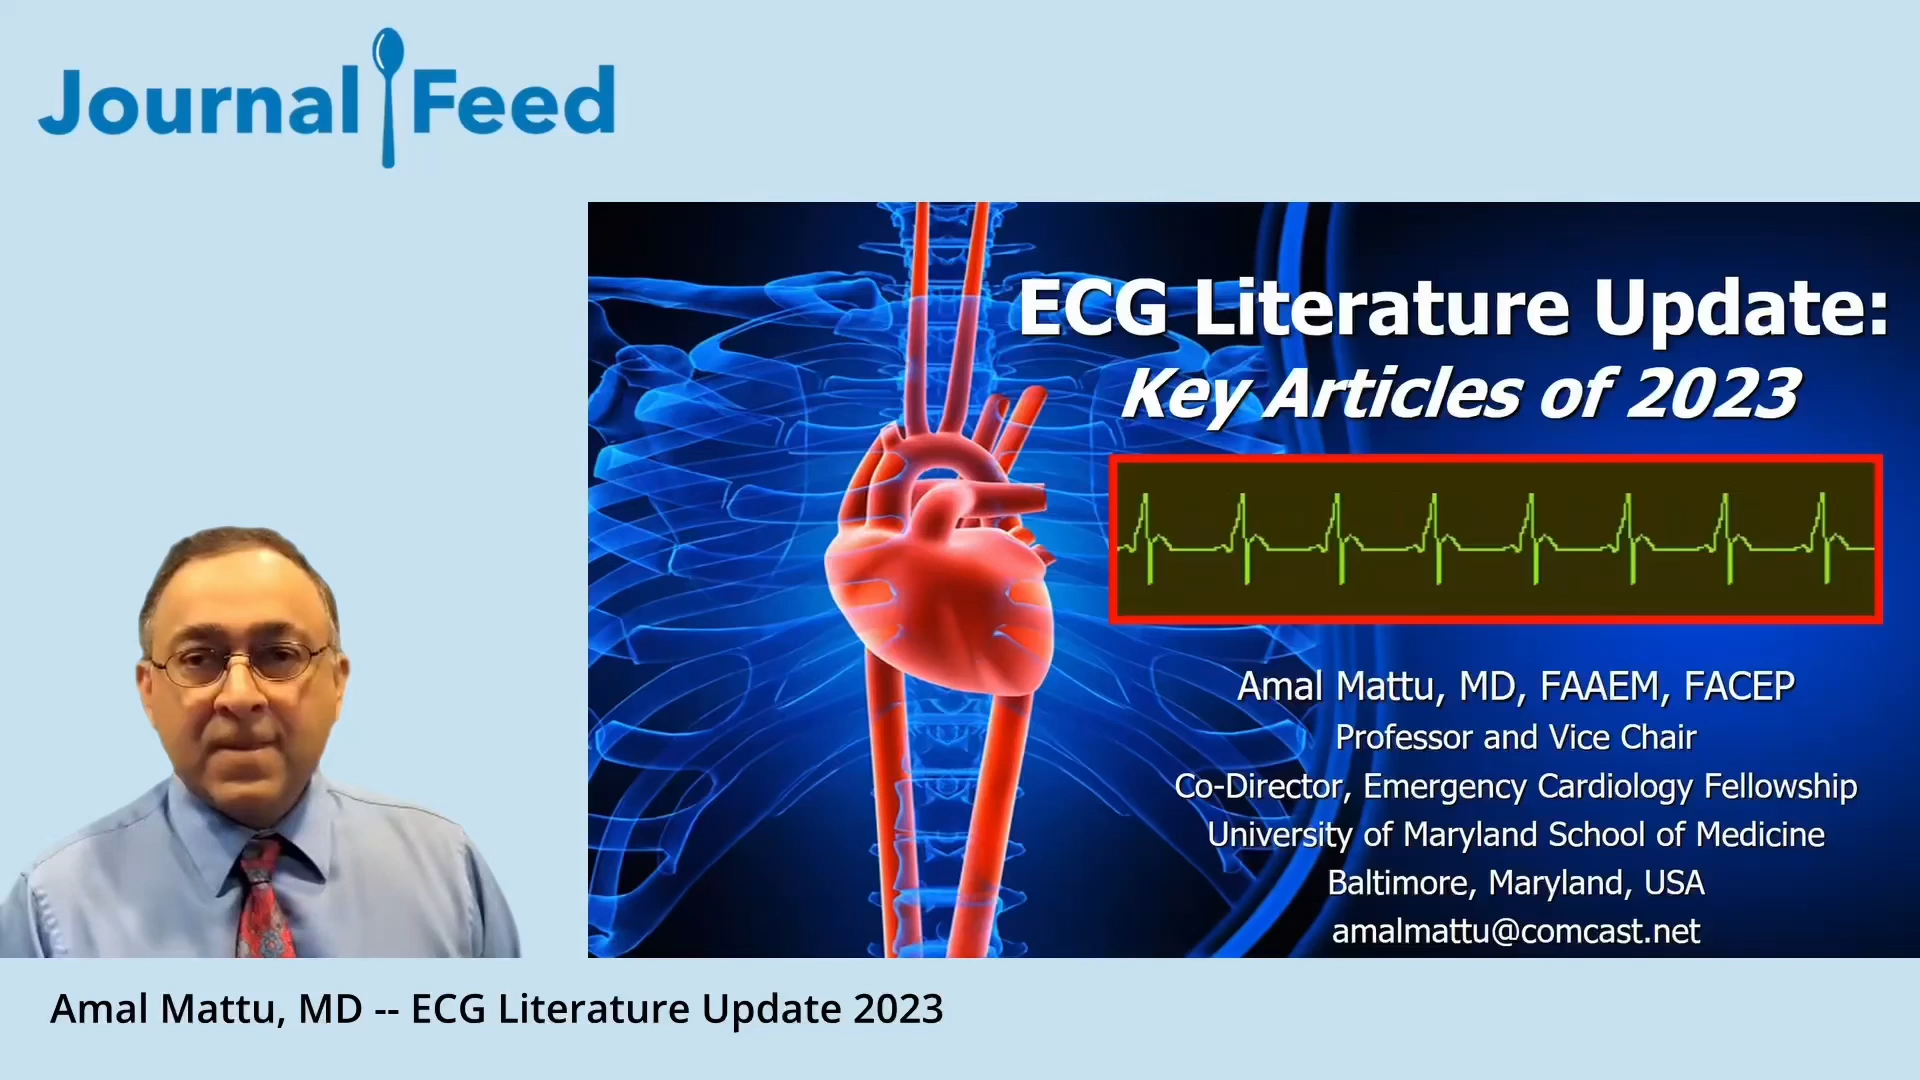 Journal Feed
ECG Literature Update:
Key Articles of 2023
Amal Mattu, MD, FAAEM, FACEP
Professor and Vice Chair
Co-Director, Emergency Cardiology Fellowship
University of Maryland School of Medicine
Baltimore, Maryland, USA
amalmattu@comcast.net
Amal Mattu, MD -- ECG Literature Update 2023